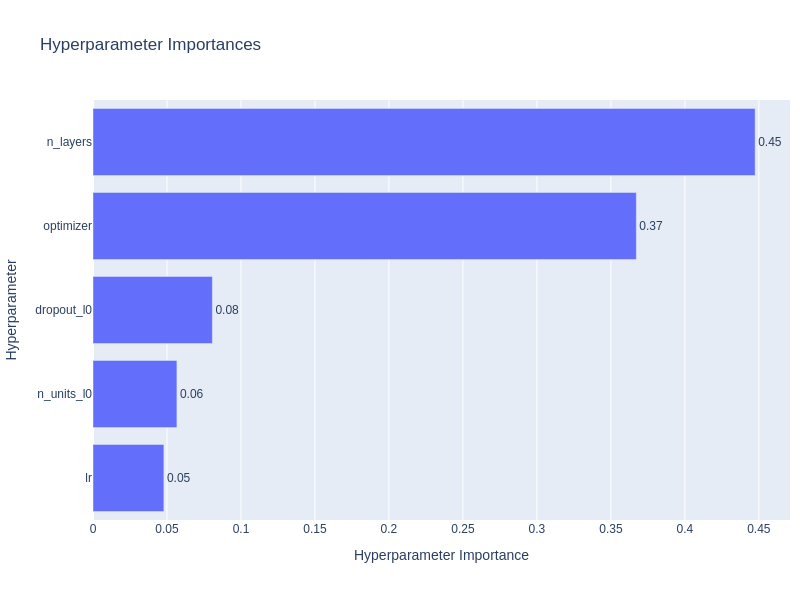 Hyperparameter Importances
n_layers
0.45
optimizer
0.37
dropout_l0
0.08
n_units_l0
0.06
lr
0.05
0
0.05
0.1
0.15
0.2
0.25
0.3
0.35
0.4
0.45
Hyperparameter Importance
Hyperparameter